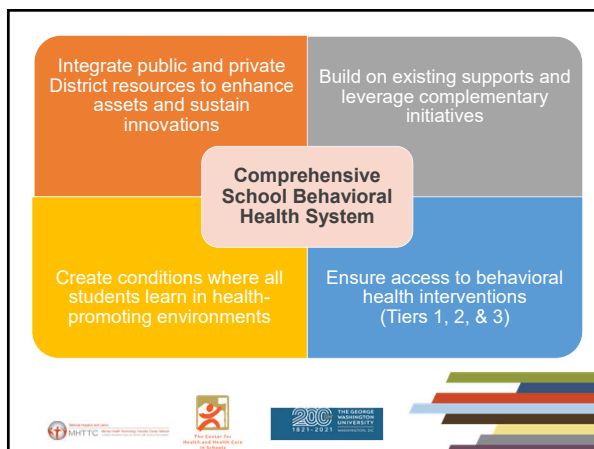 Integrate public and private
District resources to enhance
assets and sustain
innovations
Build on existing supports and
leverage complementary
initiatives
Comprehensive
School Behavioral
Health System
Create conditions where all
students learn in health-
promoting environments
Ensure access to behavioral
health interventions
(Tiers 1, 2, & 3)
MHTTC
The Center for
Health and Health Care
in Schools
200
1821-2021
THE GEORGE
WASHINGTON
UNIVERSITY
WASHINGTON, DC